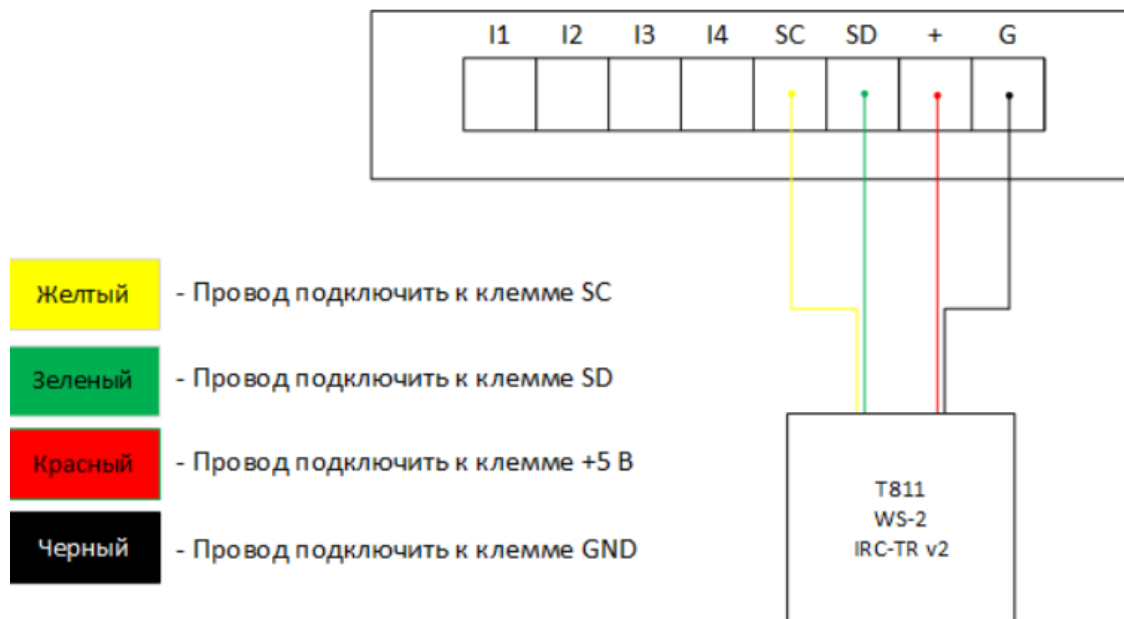 I1 I2 I3 I4 SC SD + G
Желтый - Провод подключить к клемме SC
Зеленый - Провод подключить к клемме SD
Красный - Провод подключить к клемме +5 В
Черный - Провод подключить к клемме GND
T811
WS-2
IRC-TR v2